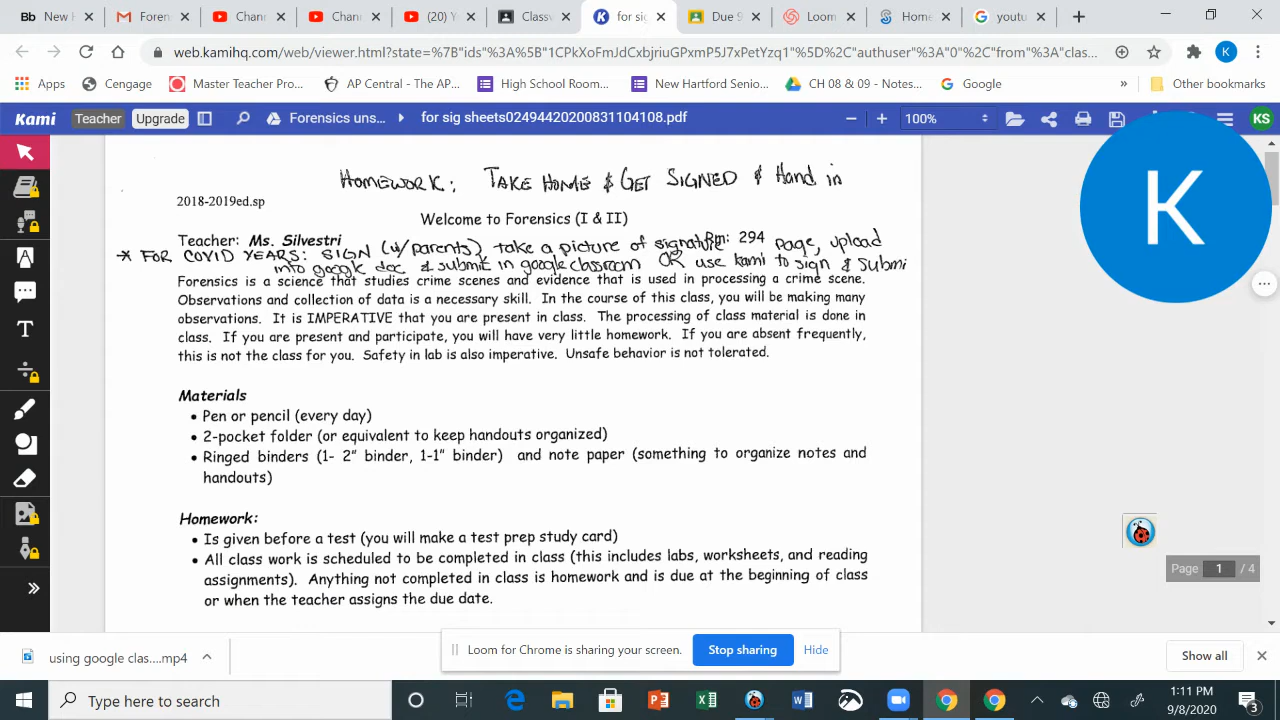 New H
Foren
Chann
Chann
(20) Y
Classw
for sig
Due 9
Loom
Home
youtu
web.kamihq.com/web/viewer.html?state=%7B"ids"%3A%5B"1CPkXoFmJdCxbjriuGPxmP5J7xPetYzq1"%5D%2C"authuser"%3A"0"%2C"from"%3A"clas...
K
Apps
Cengage
Master Teacher Pro...
AP Central - The AP...
High School Room...
New Hartford Senio...
CH 08 & 09 - Notes...
Google
»
Other bookmarks
Kami
Teacher
Upgrade
Forensics uns...
for sig sheets02494420200831104108.pdf
100%
KS
K
HOMEWORK: TAKE HOME & GET SIGNED & Hand in
2018-2019ed.sp
Welcome to Forensics (I & II)
Teacher: Ms. Silvestri Rm: 294
* FOR COVID YEARS: SIGN (w/parents), take a picture of signature page, upload
into google doc & submit in google classroom OR use kami to sign & submi
Forensics is a science that studies crime scenes and evidence that is used in processing a crime scene.
Observations and collection of data is a necessary skill. In the course of this class, you will be making many
observations. It is IMPERATIVE that you are present in class. The processing of class material is done in
class. If you are present and participate, you will have very little homework. If you are absent frequently,
this is not the class for you. Safety in lab is also imperative. Unsafe behavior is not tolerated.
Materials
• Pen or pencil (every day)
• 2-pocket folder (or equivalent to keep handouts organized)
• Ringed binders (1- 2" binder, 1-1" binder) and note paper (something to organize notes and
handouts)
Homework:
• Is given before a test (you will make a test prep study card)
• All class work is scheduled to be completed in class (this includes labs, worksheets, and reading
assignments). Anything not completed in class is homework and is due at the beginning of class
or when the teacher assigns the due date.
Page 1 / 4
using google clas....mp4
Loom for Chrome is sharing your screen.
Stop sharing
Hide
Show all
Type here to search
1:11 PM
9/8/2020
3